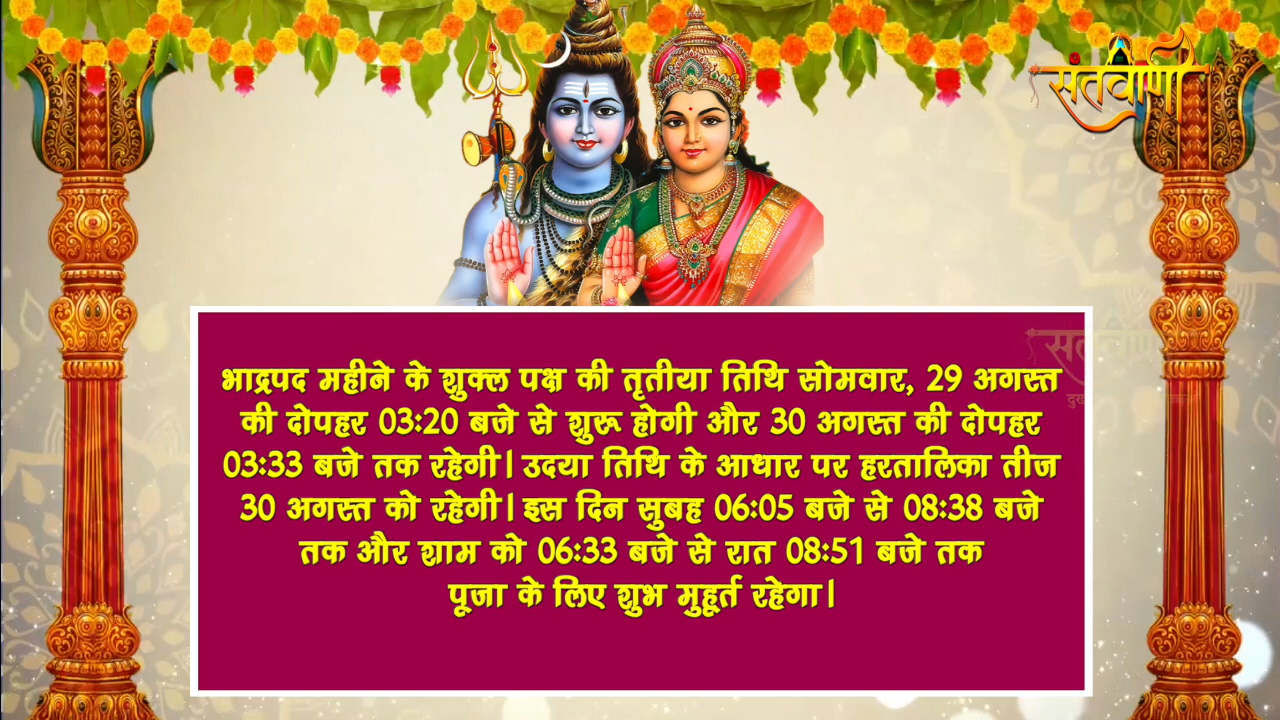 संतवाणी
भाद्रपद महीने के शुक्ल पक्ष की तृतीया तिथि सोमवार, 29 अगस्त
की दोपहर 03:20 बजे से शुरू होगी और 30 अगस्त की दोपहर
03:33 बजे तक रहेगी। उदया तिथि के आधार पर हरतालिका तीज
30 अगस्त को रहेगी। इस दिन सुबह 06:05 बजे से 08:38 बजे
तक और शाम को 06:33 बजे से रात 08:51 बजे तक
पूजा के लिए शुभ मुहूर्त रहेगा।